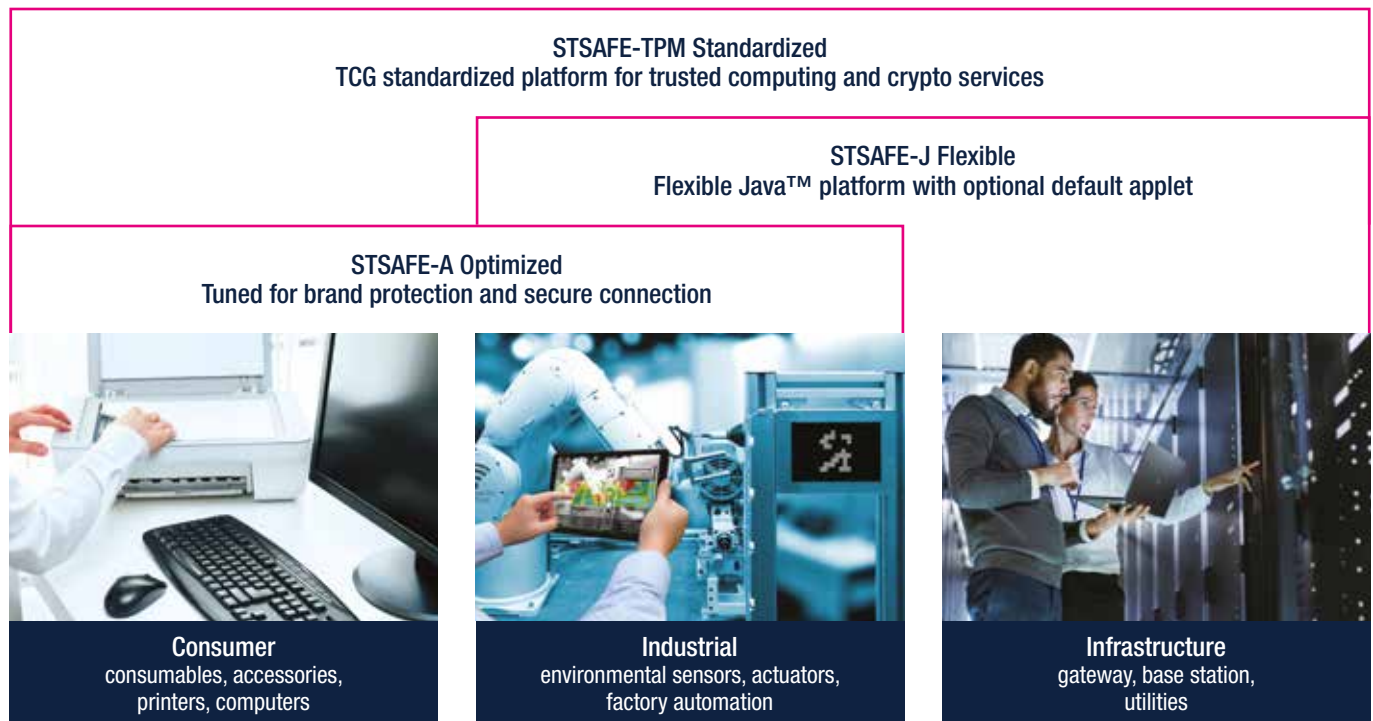 STSAFE-TPM Standardized
TCG standardized platform for trusted computing and crypto services
STSAFE-J Flexible
Flexible Java™ platform with optional default applet
STSAFE-A Optimized
Tuned for brand protection and secure connection
Consumer
consumables, accessories,
printers, computers
Industrial
environmental sensors, actuators,
factory automation
Infrastructure
gateway, base station,
utilities